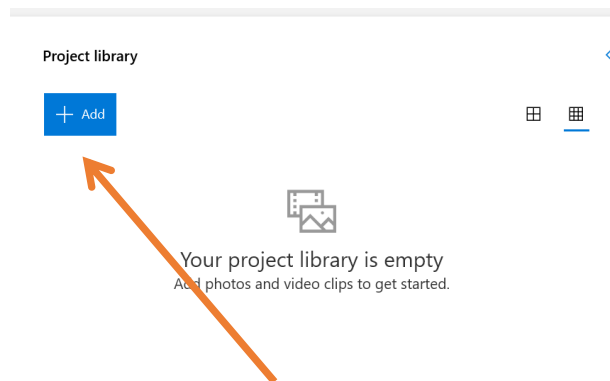 Project library
Add
Your project library is empty
Add photos and video clips to get started.